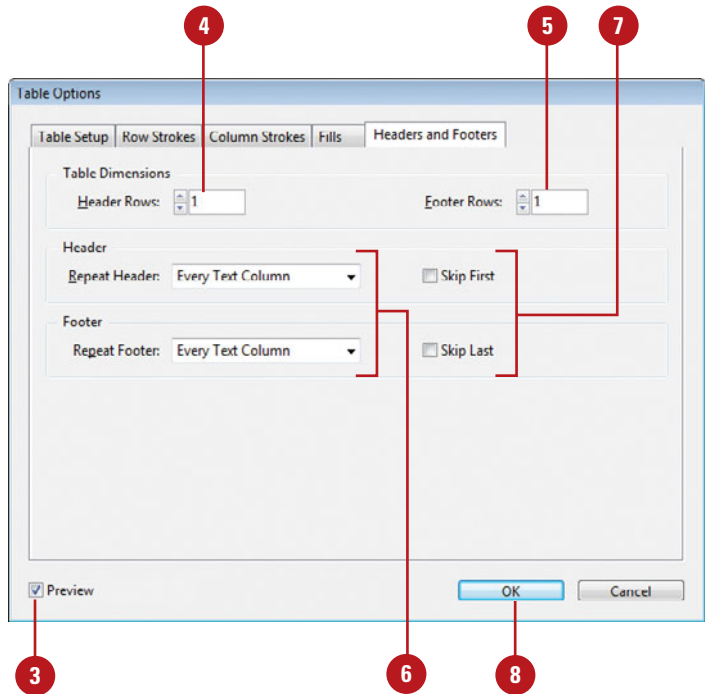 4 5 7
Table Options
Table Setup Row Strokes Column Strokes Fills Headers and Footers
Table Dimensions
Header Rows: 1 Footer Rows: 1
Header
Repeat Header: Every Text Column Skip First
Footer
Repeat Footer: Every Text Column Skip Last
Preview OK Cancel
3 6 8